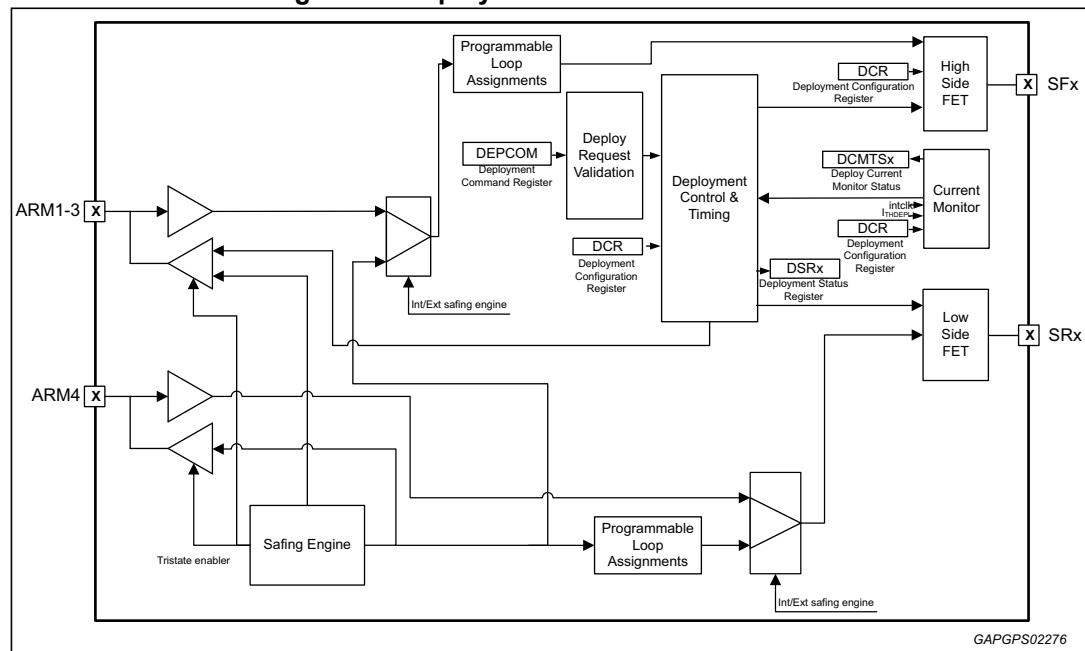 Programmable
Loop
Assignments
DCR
Deployment Configuration
Register
High
Side
FET
X
SFx
DEPCOM
Deployment
Command Register
Deploy
Request
Validation
Deployment
Control &
Timing
DCMTSx
Deploy Current
Monitor Status
Current
Monitor
intclk
ITHDEPL
DCR
Deployment
Configuration
Register
DCR
Deployment
Configuration
Register
DSRx
Deployment Status
Register
ARM1-3
X
Int/Ext safing engine
Low
Side
FET
X
SRx
ARM4
X
Safing Engine
Tristate enabler
Programmable
Loop
Assignments
Int/Ext safing engine
GAPGPS02276